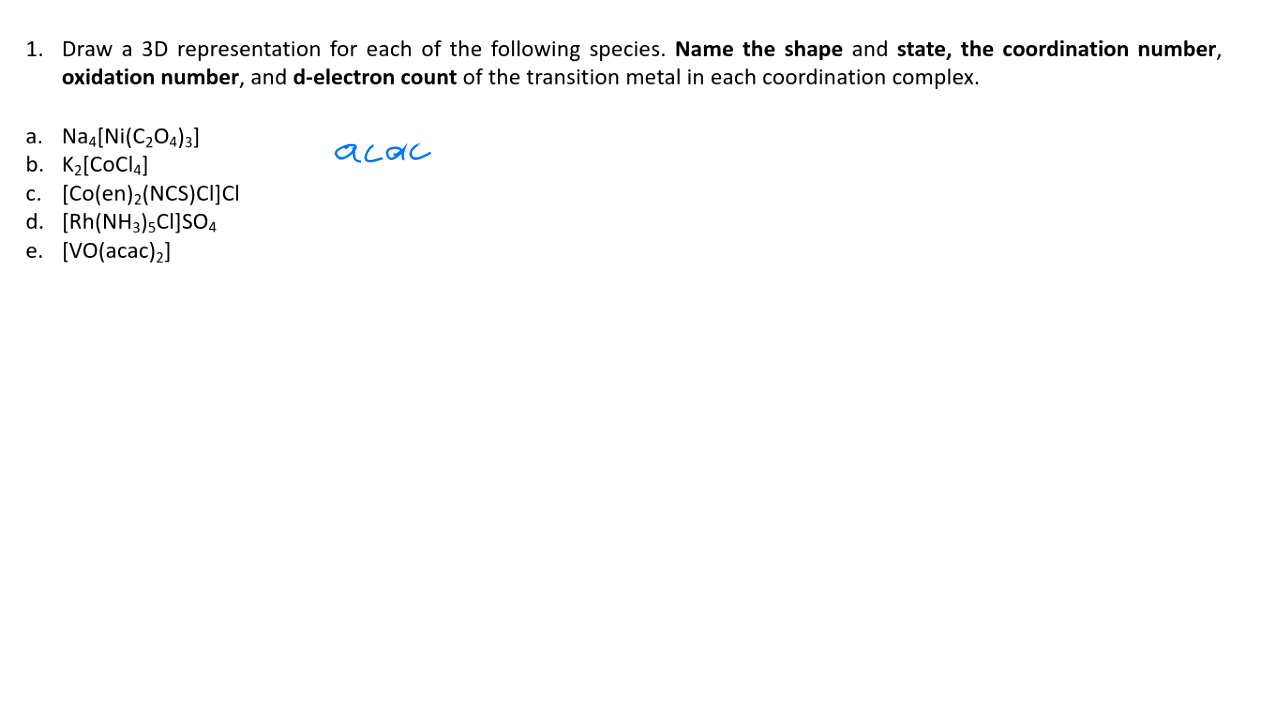 1. Draw a 3D representation for each of the following species. Name the shape and state, the coordination number,
oxidation number, and d-electron count of the transition metal in each coordination complex.
a. Na₄[Ni(C₂O₄)₃]
acac
b. K₂[CoCl₄]
c. [Co(en)₂(NCS)Cl]Cl
d. [Rh(NH₃)₅Cl]SO₄
e. [VO(acac)₂]